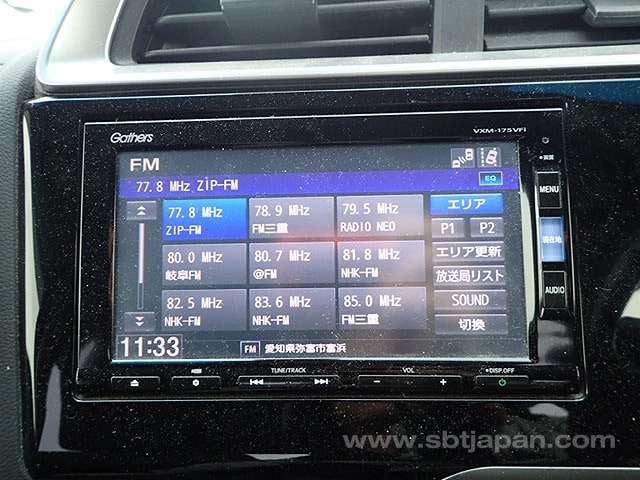 Gathers
VXM-175VFi
FM
77.8 MHz ZIP-FM
EQ
77.8 MHz
ZIP-FM
78.9 MHz
FM三重
79.5 MHz
RADIO NEO
エリア
P1
P2
80.0 MHz
岐阜FM
80.7 MHz
@FM
81.8 MHz
NHK-FM
エリア更新
放送局リスト
82.5 MHz
NHK-FM
83.6 MHz
NHK-FM
85.0 MHz
FM三重
SOUND
切換
11:33
FM 愛知県弥富市富浜
MENU
現在地
AUDIO
TUNE/TRACK
VOL
DISP.OFF
- +
www.sbtjapan.com